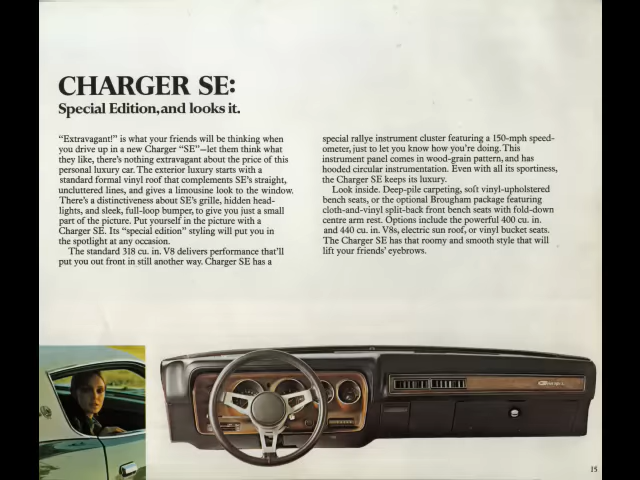 CHARGER SE:
Special Edition, and looks it.
“Extravagant!” is what your friends will be thinking when
you drive up in a new Charger “SE”—let them think what
they like, there’s nothing extravagant about the price of this
personal luxury car. The exterior luxury starts with a
standard formal vinyl roof that complements SE’s straight,
uncluttered lines, and gives a limousine look to the window.
There’s a distinctiveness about SE’s grille, hidden head-
lights, and sleek, full-loop bumper, to give you just a small
part of the picture. Put yourself in the picture with a
Charger SE. Its “special edition” styling will put you in
the spotlight at any occasion.
The standard 318 cu. in. V8 delivers performance that’ll
put you out front in still another way. Charger SE has a
special rallye instrument cluster featuring a 150-mph speed-
ometer, just to let you know how you’re doing. This
instrument panel comes in wood-grain pattern, and has
hooded circular instrumentation. Even with all its sportiness,
the Charger SE keeps its luxury.
Look inside. Deep-pile carpeting, soft vinyl-upholstered
bench seats, or the optional Brougham package featuring
cloth-and-vinyl split-back front bench seats with fold-down
centre arm rest. Options include the powerful 400 cu. in.
and 440 cu. in. V8s, electric sun roof, or vinyl bucket seats.
The Charger SE has that roomy and smooth style that will
lift your friends’ eyebrows.
15